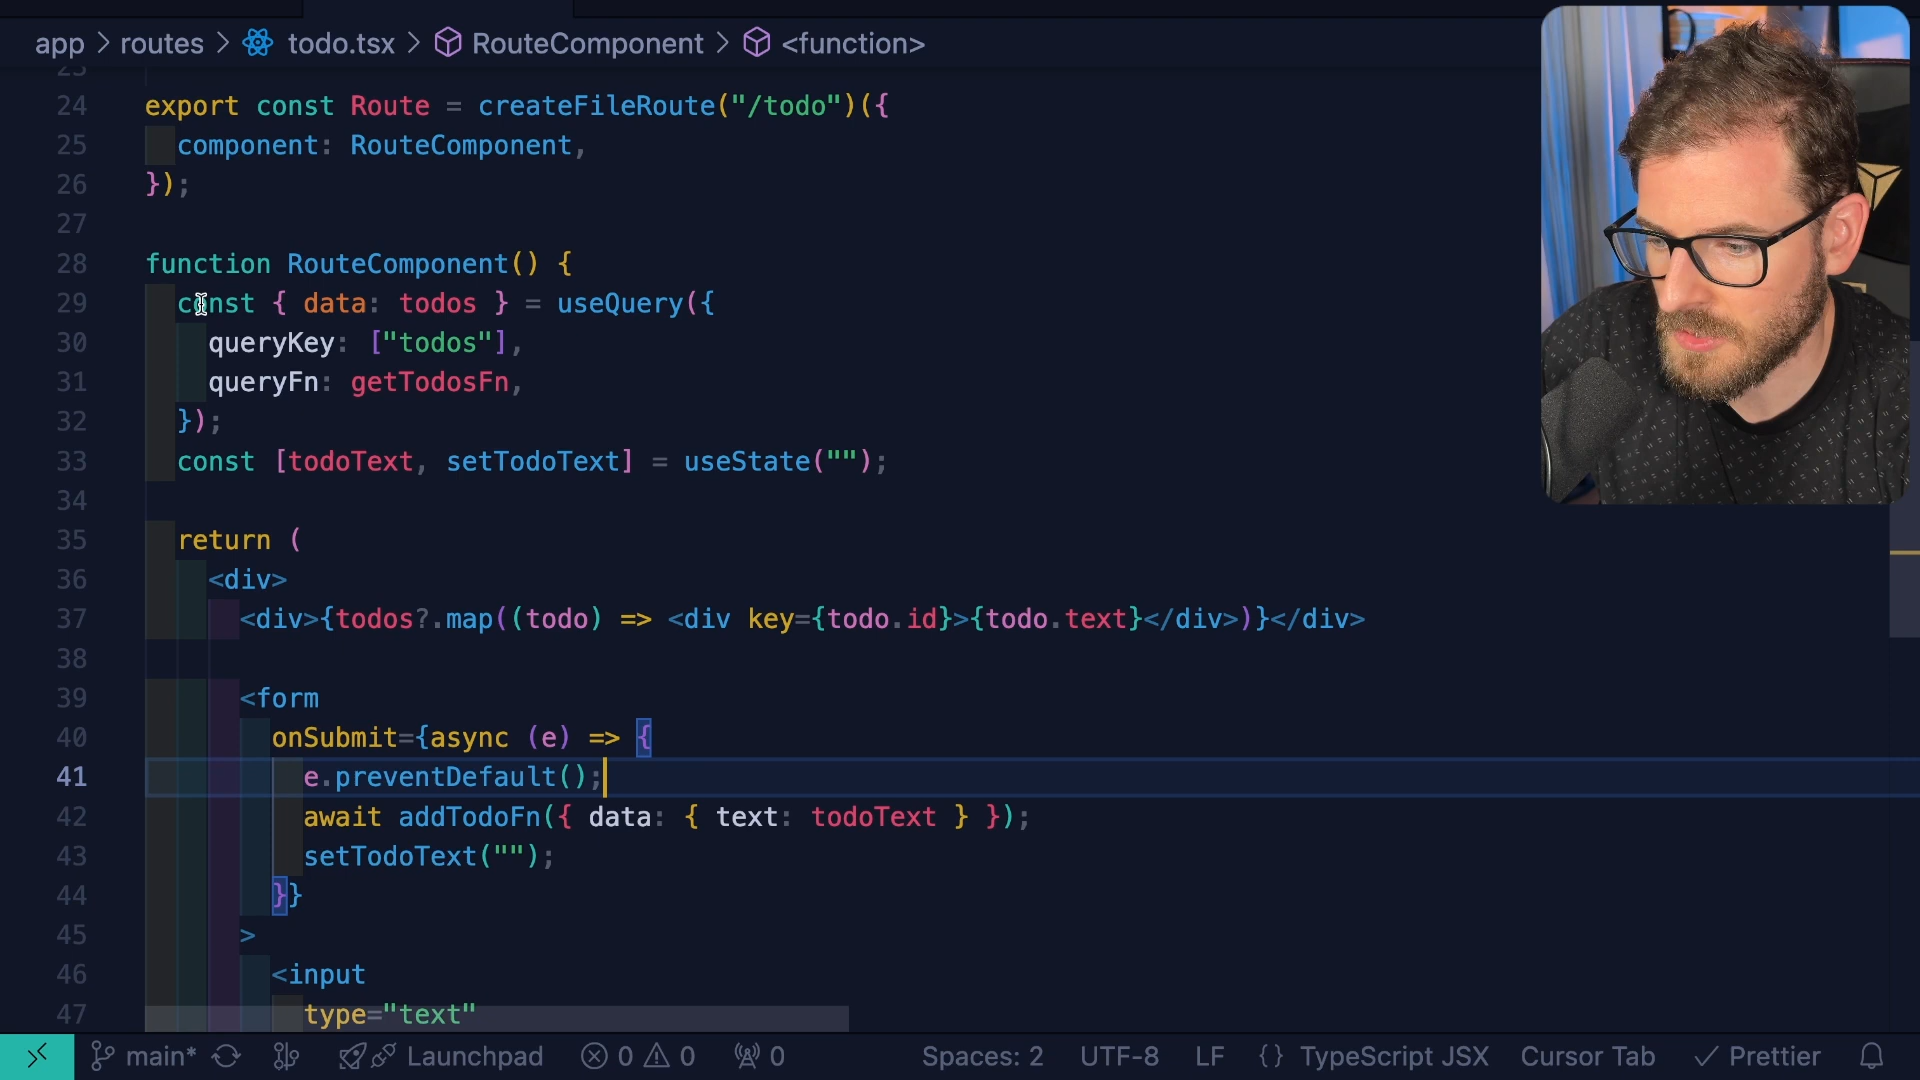 app > routes > todo.tsx > RouteComponent > <function>
23
24 export const Route = createFileRoute("/todo")({
25 component: RouteComponent,
26 });
27
28 function RouteComponent() {
29 const { data: todos } = useQuery({
30 queryKey: ["todos"],
31 queryFn: getTodosFn,
32 });
33 const [todoText, setTodoText] = useState("");
34
35 return (
36 <div>
37 <div>{todos?.map((todo) => <div key={todo.id}>{todo.text}</div>)}</div>
38
39 <form
40 onSubmit={async (e) => {
41 e.preventDefault();
42 await addTodoFn({ data: { text: todoText } });
43 setTodoText("");
44 }}
45 >
46 <input
47 type="text"
main* Launchpad 0 0 0 Spaces: 2 UTF-8 LF {} TypeScript JSX Cursor Tab Prettier